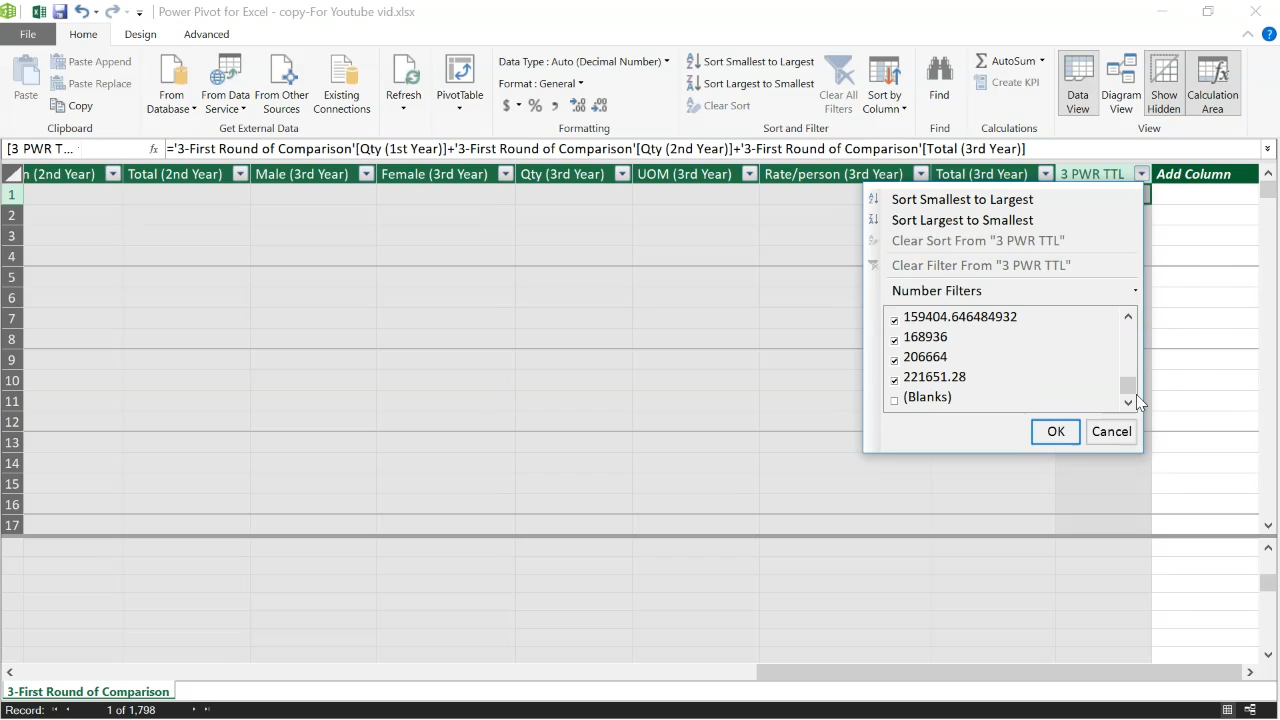 Power Pivot for Excel - copy-For Youtube vid.xlsx
File Home Design Advanced
Paste
Paste Append
Paste Replace
Copy
Clipboard
From Database
From Data Service
From Other Sources
Existing Connections
Get External Data
Refresh
PivotTable
Data Type : Auto (Decimal Number)
Format : General
$ % ,
Formatting
Sort Smallest to Largest
Sort Largest to Smallest
Clear Sort
Clear All Filters
Sort by Column
Sort and Filter
Find
Find
AutoSum
Create KPI
Calculations
Data View
Diagram View
Show Hidden
Calculation Area
View
[3 PWR T... fx ='3-First Round of Comparison'[Qty (1st Year)]+'3-First Round of Comparison'[Qty (2nd Year)]+'3-First Round of Comparison'[Total (3rd Year)]
n (2nd Year) Total (2nd Year) Male (3rd Year) Female (3rd Year) Qty (3rd Year) UOM (3rd Year) Rate/person (3rd Year) Total (3rd Year) 3 PWR TTL Add Column
1
2
3
4
5
6
7
8
9
10
11
12
13
14
15
16
17
Sort Smallest to Largest
Sort Largest to Smallest
Clear Sort From "3 PWR TTL"
Clear Filter From "3 PWR TTL"
Number Filters
159404.646484932
168936
206664
221651.28
(Blanks)
OK Cancel
3-First Round of Comparison
Record: 1 of 1,798